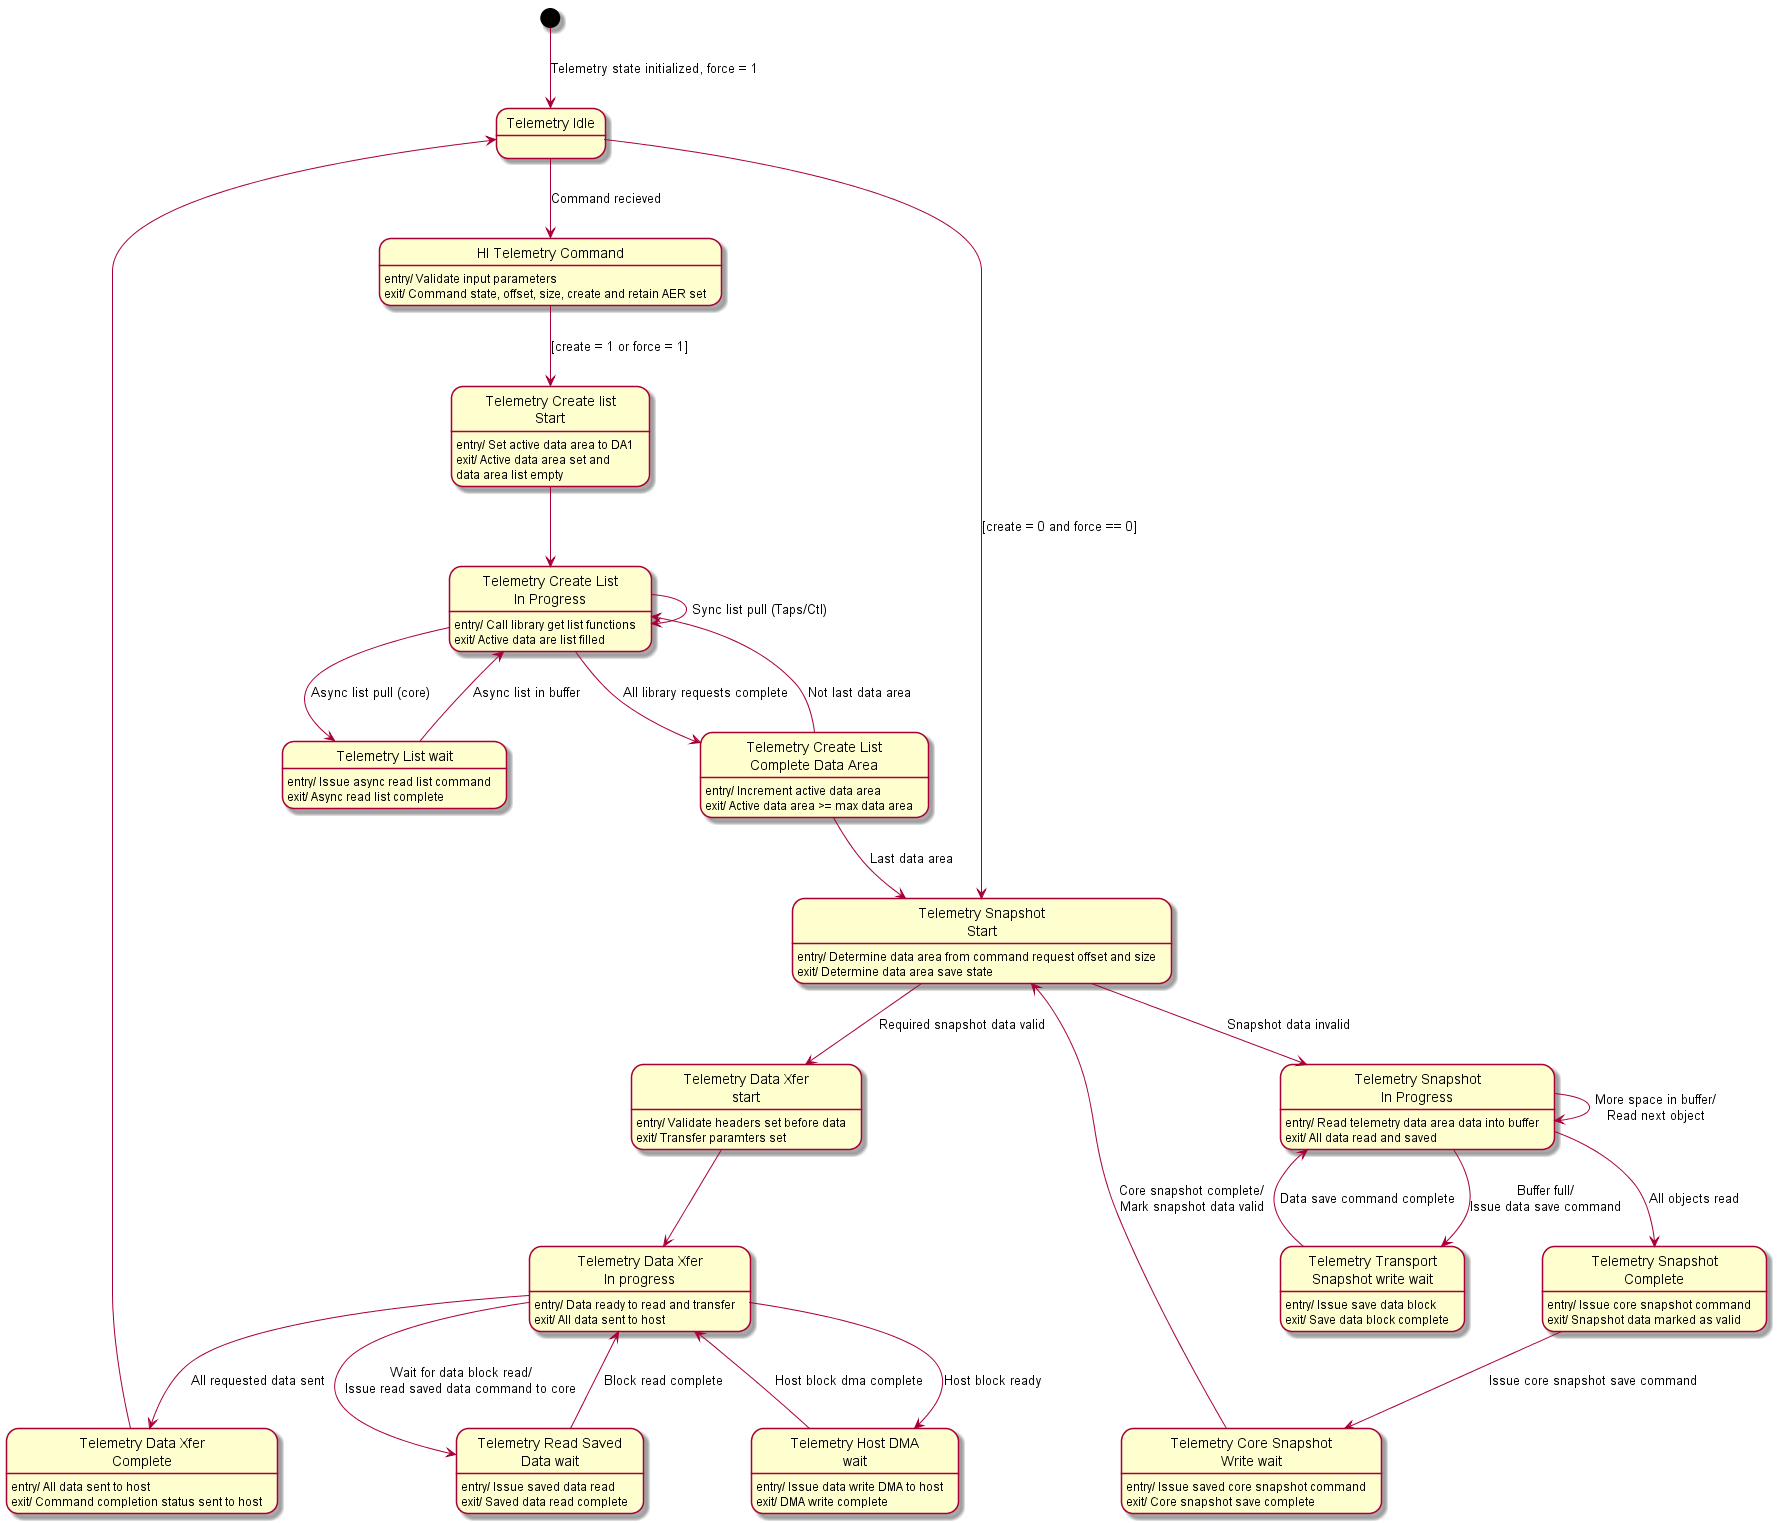 Telemetry state initialized, force = 1
Telemetry Idle
Command recieved
HI Telemetry Command
entry/ Validate input parameters
exit/ Command state, offset, size, create and retain AER set
[create = 1 or force = 1]
Telemetry Create list
Start
entry/ Set active data area to DA1
exit/ Active data area set and
data area list empty
[create = 0 and force == 0]
Telemetry Create List
In Progress
entry/ Call library get list functions
exit/ Active data are list filled
Sync list pull (Taps/Ctl)
Async list pull (core)
Async list in buffer
All library requests complete
Not last data area
Telemetry List wait
entry/ Issue async read list command
exit/ Async read list complete
Telemetry Create List
Complete Data Area
entry/ Increment active data area
exit/ Active data area >= max data area
Last data area
Telemetry Snapshot
Start
entry/ Determine data area from command request offset and size
exit/ Determine data area save state
Required snapshot data valid
Snapshot data invalid
Telemetry Data Xfer
start
entry/ Validate headers set before data
exit/ Transfer paramters set
Telemetry Snapshot
In Progress
entry/ Read telemetry data area data into buffer
exit/ All data read and saved
More space in buffer/
Read next object
Core snapshot complete/
Mark snapshot data valid
Data save command complete
Buffer full/
Issue data save command
All objects read
Telemetry Data Xfer
In progress
entry/ Data ready to read and transfer
exit/ All data sent to host
Telemetry Transport
Snapshot write wait
entry/ Issue save data block
exit/ Save data block complete
Telemetry Snapshot
Complete
entry/ Issue core snapshot command
exit/ Snapshot data marked as valid
All requested data sent
Wait for data block read/
Issue read saved data command to core
Block read complete
Host block dma complete
Host block ready
Issue core snapshot save command
Telemetry Data Xfer
Complete
entry/ All data sent to host
exit/ Command completion status sent to host
Telemetry Read Saved
Data wait
entry/ Issue saved data read
exit/ Saved data read complete
Telemetry Host DMA
wait
entry/ Issue data write DMA to host
exit/ DMA write complete
Telemetry Core Snapshot
Write wait
entry/ Issue saved core snapshot command
exit/ Core snapshot save complete